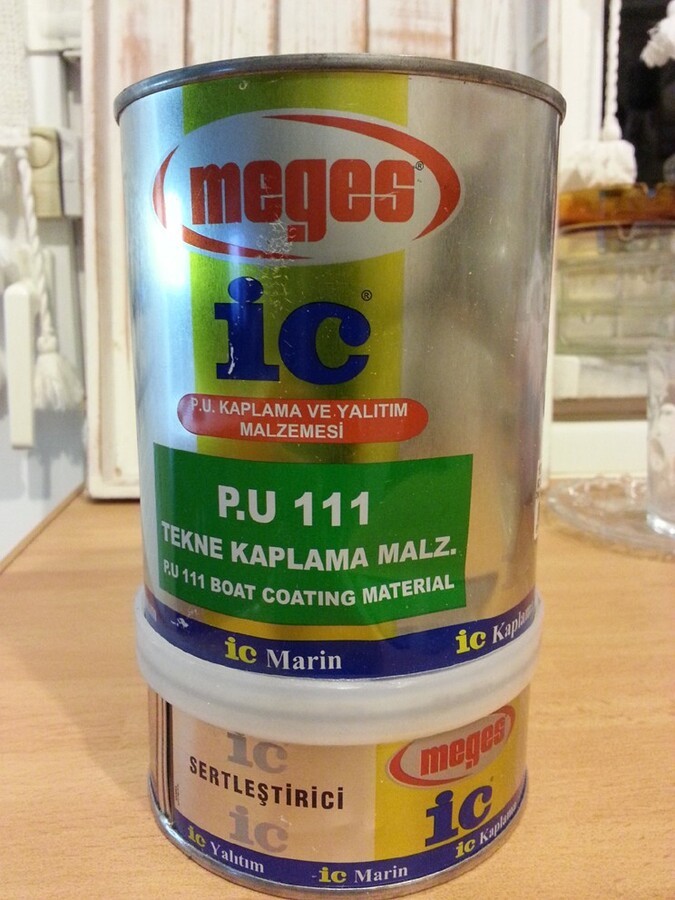 meges®
ic®
P.U. KAPLAMA VE YALITIM
MALZEMESİ
P.U 111
TEKNE KAPLAMA MALZ.
P.U 111 BOAT COATING MATERIAL
ic Marin
ic Kaplama
ic
SERTLEŞTİRİCİ
ic
meges
ic
ic Yalıtım
ic Marin
ic Kaplama